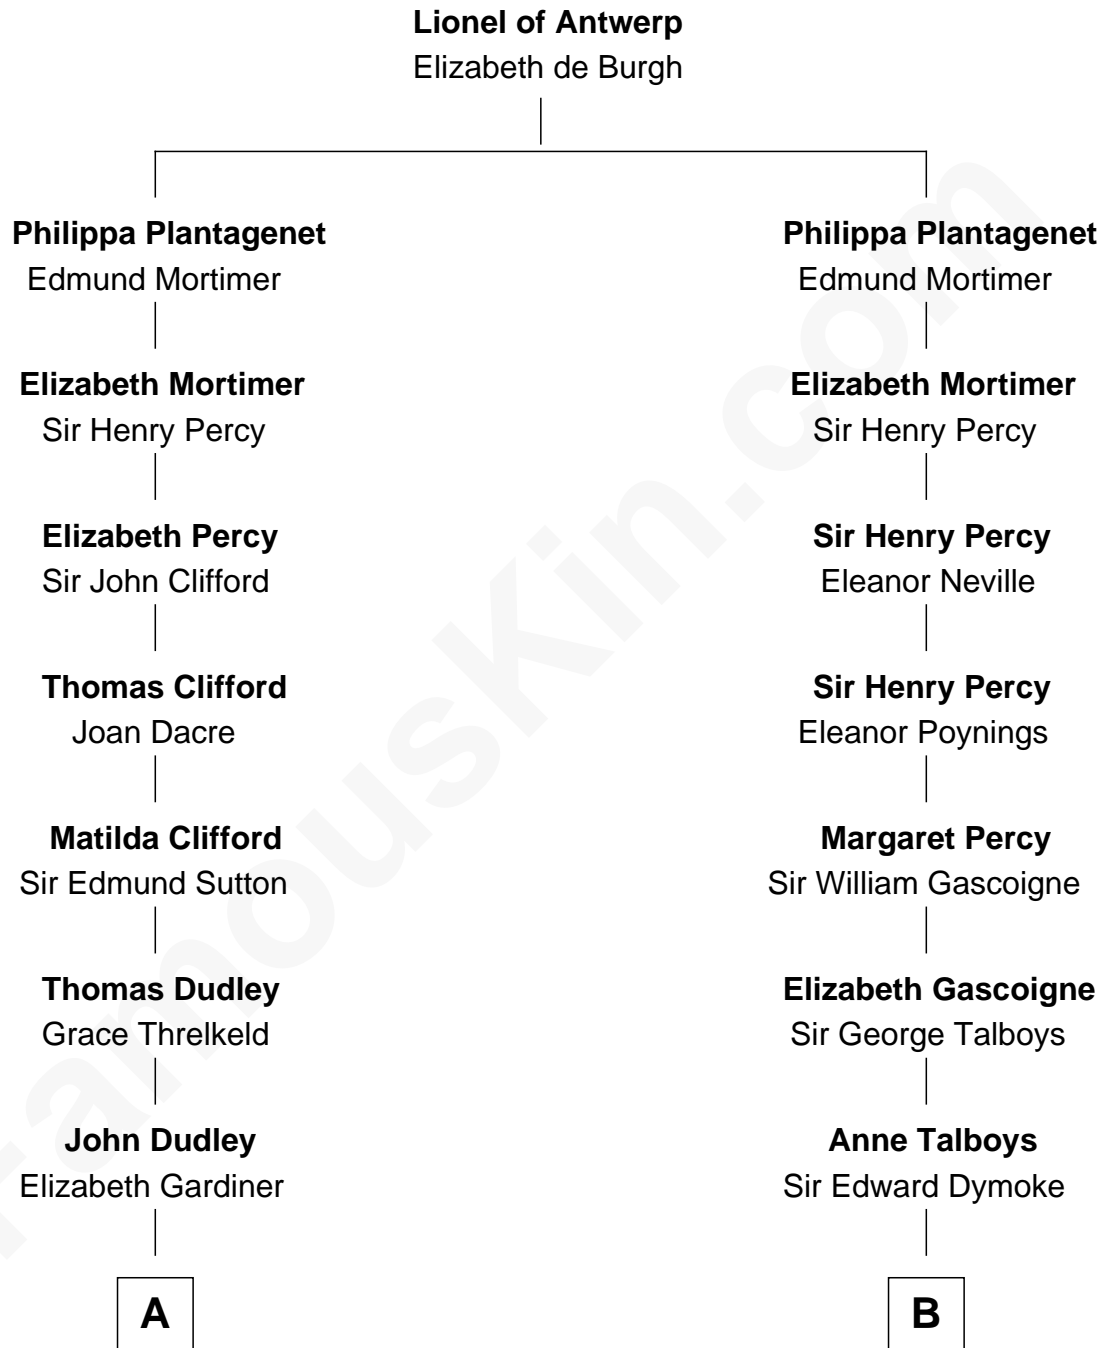 Lionel of Antwerp
Elizabeth de Burgh
Philippa Plantagenet
Edmund Mortimer
Elizabeth Mortimer
Sir Henry Percy
Elizabeth Percy
Sir John Clifford
Thomas Clifford
Joan Dacre
Matilda Clifford
Sir Edmund Sutton
Thomas Dudley
Grace Threlkeld
John Dudley
Elizabeth Gardiner
A
Philippa Plantagenet
Edmund Mortimer
Elizabeth Mortimer
Sir Henry Percy
Sir Henry Percy
Eleanor Neville
Sir Henry Percy
Eleanor Poynings
Margaret Percy
Sir William Gascoigne
Elizabeth Gascoigne
Sir George Talboys
Anne Talboys
Sir Edward Dymoke
B
FamousKin.com